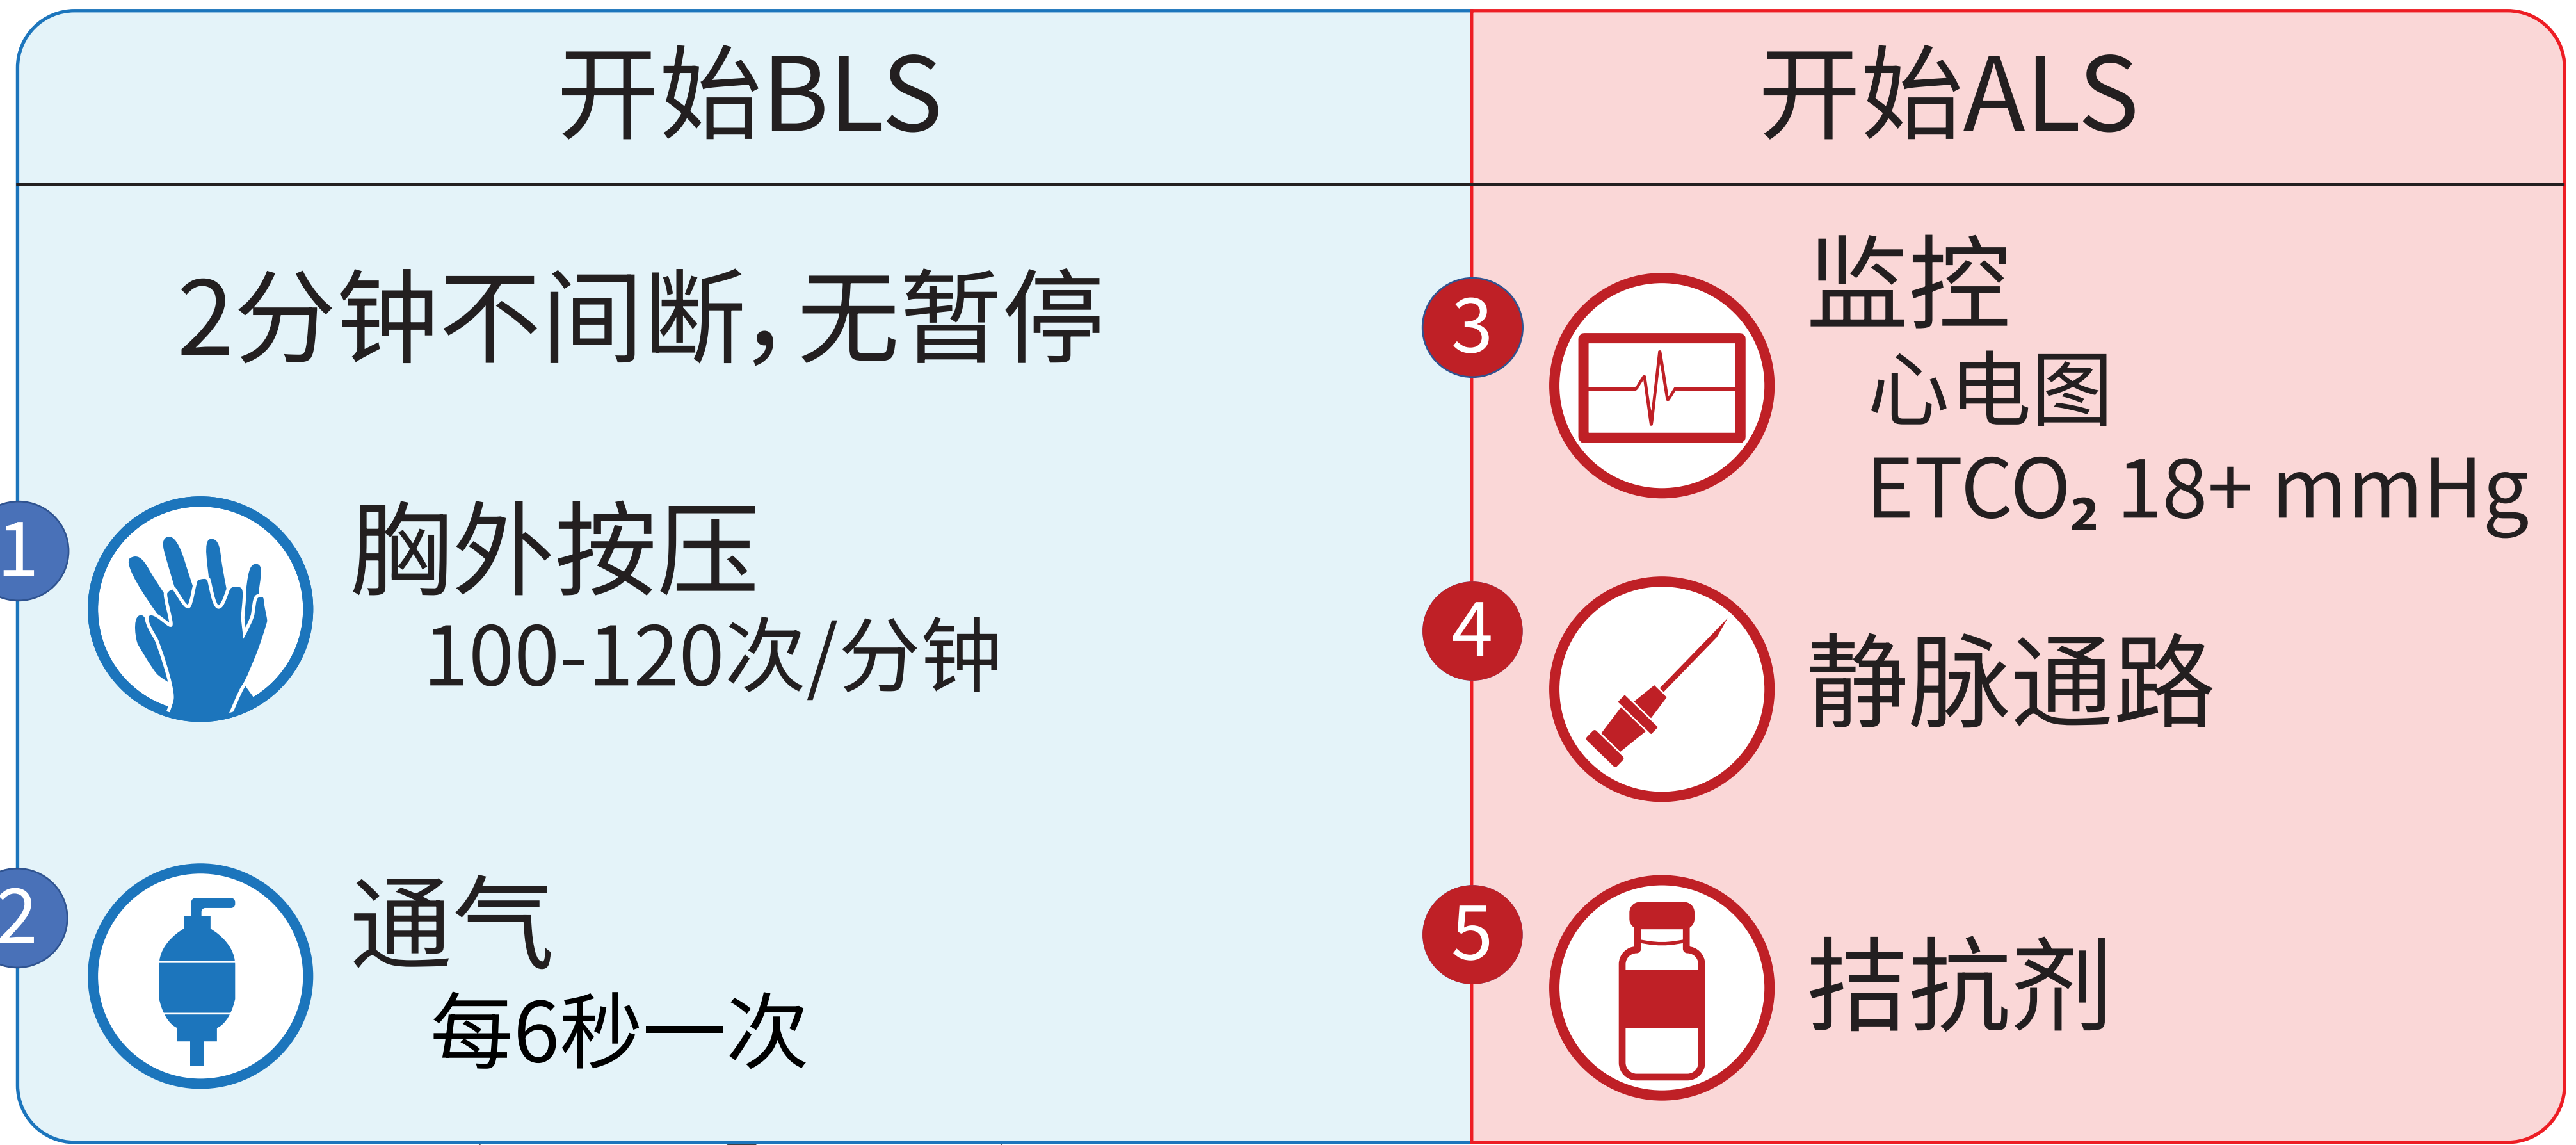 开始BLS
2分钟不间断，无暂停
1
胸外按压
100-120次/分钟
2
通气
每6秒一次
开始ALS
3
监控
心电图
ETCO₂ 18+ mmHg
4
静脉通路
5
拮抗剂